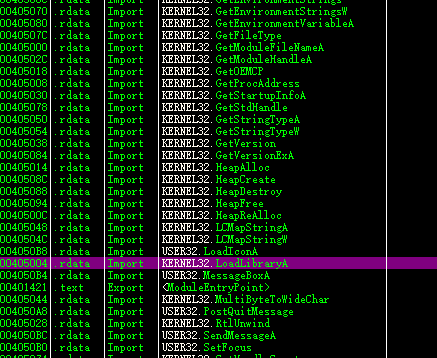 00405070 .rdata Import KERNEL32.GetEnvironmentStringsW
00405080 .rdata Import KERNEL32.GetEnvironmentVariableA
0040507C .rdata Import KERNEL32.GetFileType
00405000 .rdata Import KERNEL32.GetModuleFileNameA
0040502C .rdata Import KERNEL32.GetModuleHandleA
00405018 .rdata Import KERNEL32.GetOEMCP
00405008 .rdata Import KERNEL32.GetProcAddress
00405030 .rdata Import KERNEL32.GetStartupInfoA
00405078 .rdata Import KERNEL32.GetStdHandle
00405050 .rdata Import KERNEL32.GetStringTypeA
00405054 .rdata Import KERNEL32.GetStringTypeW
00405038 .rdata Import KERNEL32.GetVersion
00405084 .rdata Import KERNEL32.GetVersionExA
00405014 .rdata Import KERNEL32.HeapAlloc
0040508C .rdata Import KERNEL32.HeapCreate
00405088 .rdata Import KERNEL32.HeapDestroy
00405094 .rdata Import KERNEL32.HeapFree
0040500C .rdata Import KERNEL32.HeapReAlloc
00405048 .rdata Import KERNEL32.LCMapStringA
0040504C .rdata Import KERNEL32.LCMapStringW
004050B8 .rdata Import USER32.LoadIconA
00405004 .rdata Import KERNEL32.LoadLibraryA
004050B4 .rdata Import USER32.MessageBoxA
00401421 .text Export <ModuleEntryPoint>
00405044 .rdata Import KERNEL32.MultiByteToWideChar
004050A8 .rdata Import USER32.PostQuitMessage
00405028 .rdata Import KERNEL32.RtlUnwind
004050BC .rdata Import USER32.SendMessageA
004050B0 .rdata Import USER32.SetFocus